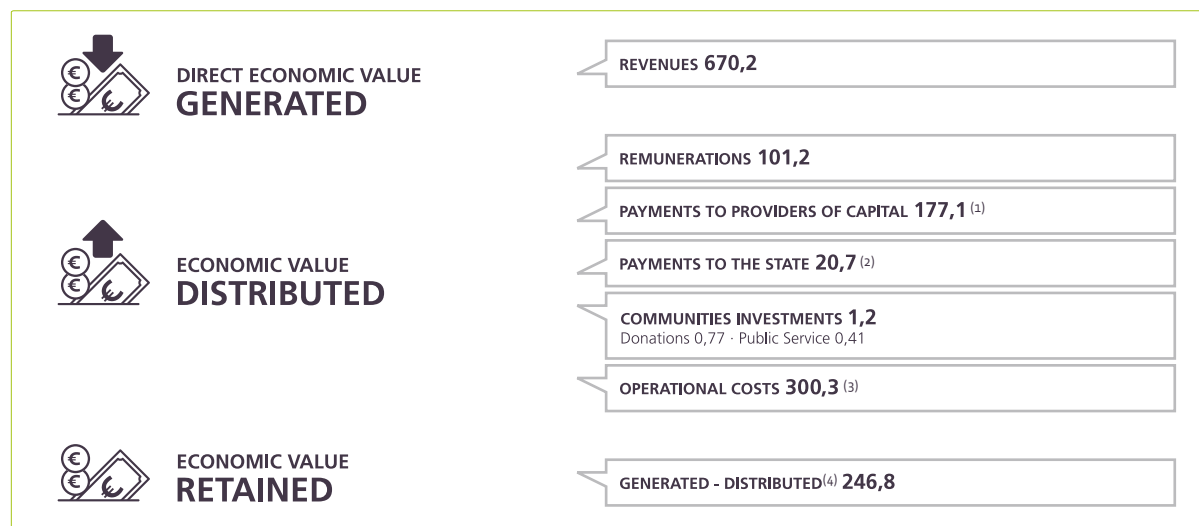 DIRECT ECONOMIC VALUE
GENERATED
REVENUES 670,2
ECONOMIC VALUE
DISTRIBUTED
REMUNERATIONS 101,2
PAYMENTS TO PROVIDERS OF CAPITAL 177,1 (1)
PAYMENTS TO THE STATE 20,7 (2)
COMMUNITIES INVESTMENTS 1,2
Donations 0,77 · Public Service 0,41
OPERATIONAL COSTS 300,3 (3)
ECONOMIC VALUE
RETAINED
GENERATED - DISTRIBUTED(4) 246,8